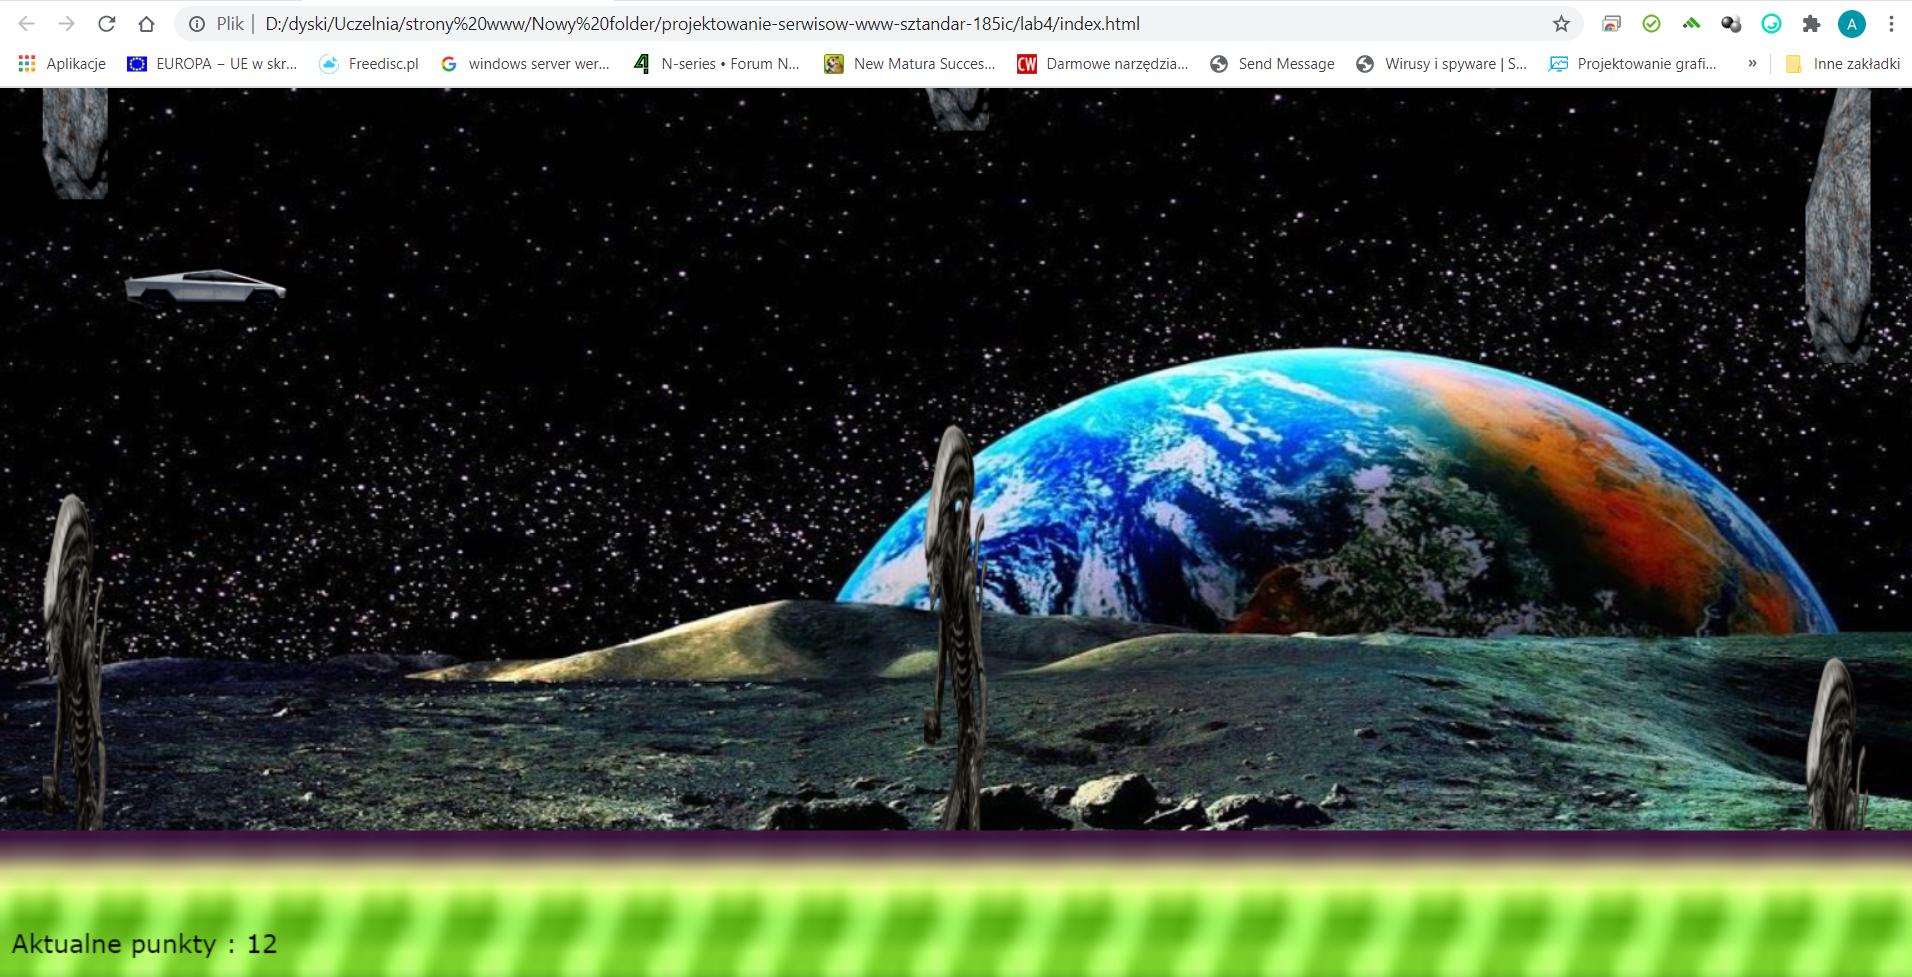 Plik D:/dyski/Uczelnia/strony%20www/Nowy%20folder/projektowanie-serwisow-www-sztandar-185ic/lab4/index.html A
Aplikacje EUROPA – UE w skr... Freedisc.pl G windows server wer... 4 N-series • Forum N... New Matura Succes... CW Darmowe narzędzia... Send Message Wirusy i spyware | S... Projektowanie grafi... » Inne zakładki
Aktualne punkty : 12